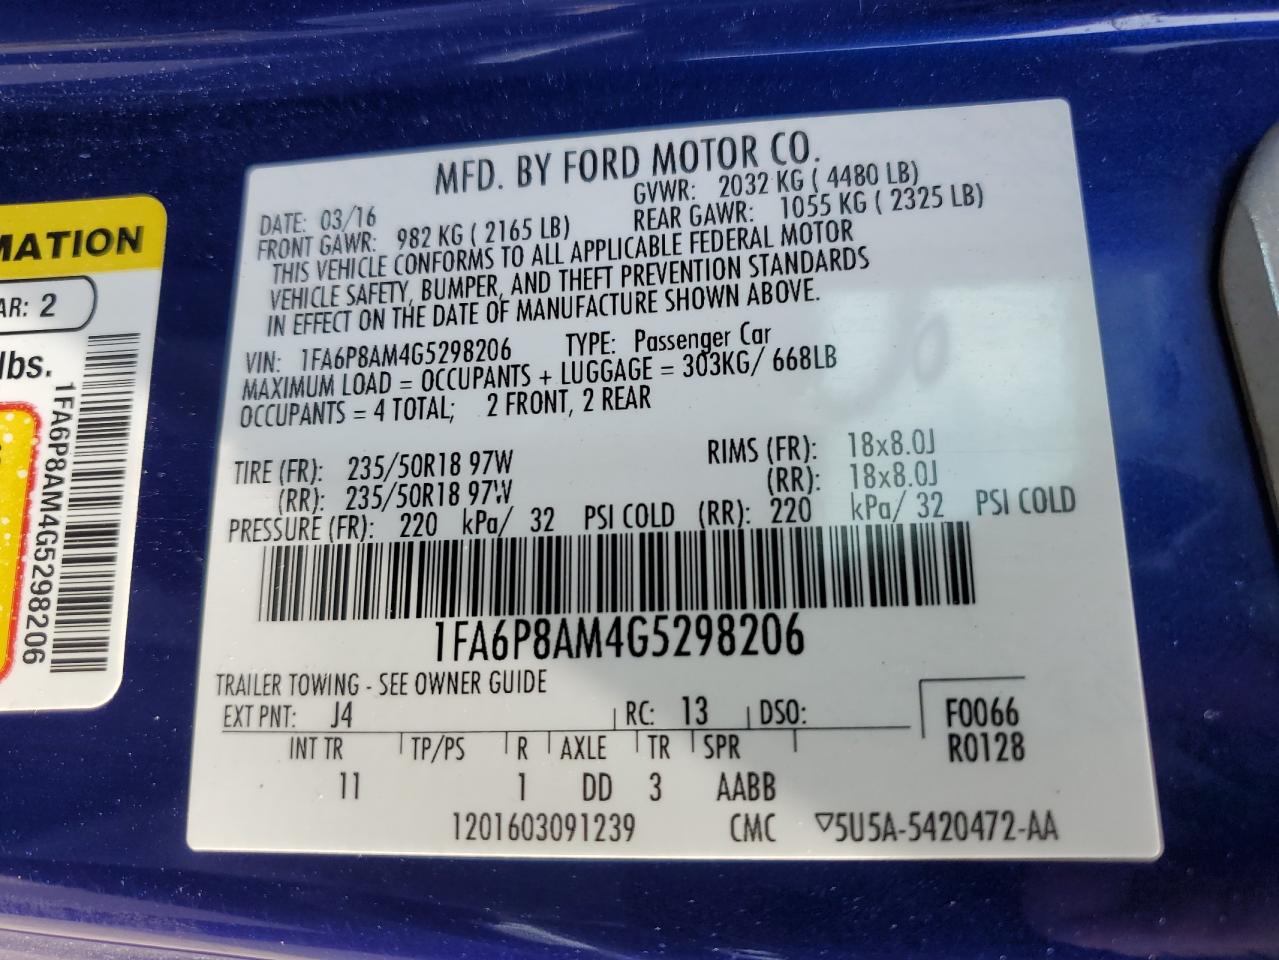 MFD. BY FORD MOTOR CO.
DATE: 03/16 GVWR: 2032 KG ( 4480 LB)
FRONT GAWR: 982 KG ( 2165 LB) REAR GAWR: 1055 KG ( 2325 LB)
THIS VEHICLE CONFORMS TO ALL APPLICABLE FEDERAL MOTOR
VEHICLE SAFETY, BUMPER, AND THEFT PREVENTION STANDARDS
IN EFFECT ON THE DATE OF MANUFACTURE SHOWN ABOVE.
VIN: 1FA6P8AM4G5298206 TYPE: Passenger Car
MAXIMUM LOAD = OCCUPANTS + LUGGAGE = 303KG/ 668LB
OCCUPANTS = 4 TOTAL; 2 FRONT, 2 REAR
TIRE (FR): 235/50R18 97W RIMS (FR): 18x8.0J
(RR): 235/50R18 97W (RR): 18x8.0J
PRESSURE (FR): 220 kPa/ 32 PSI COLD (RR): 220 kPa/ 32 PSI COLD
1FA6P8AM4G5298206
TRAILER TOWING - SEE OWNER GUIDE
EXT PNT: J4 RC: 13 DSO: F0066
INT TR TP/PS R AXLE TR SPR R0128
11 1 DD 3 AABB
1201603091239 CMC ▽5U5A-5420472-AA
MATION
AR: 2
lbs.
1FA6P8AM4G5298206